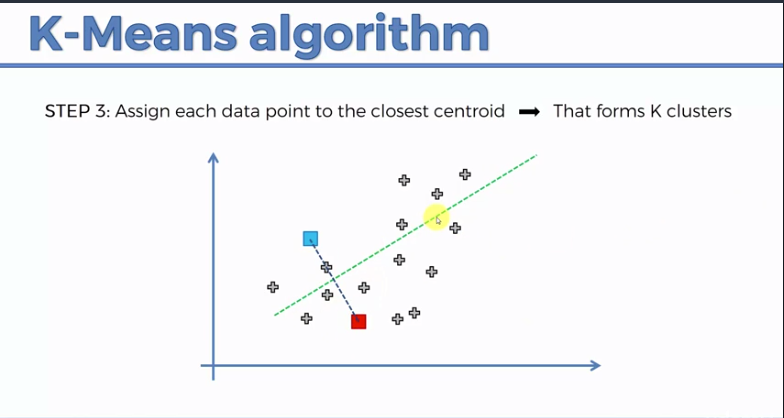 K-Means algorithm
STEP 3: Assign each data point to the closest centroid ➡ That forms K clusters